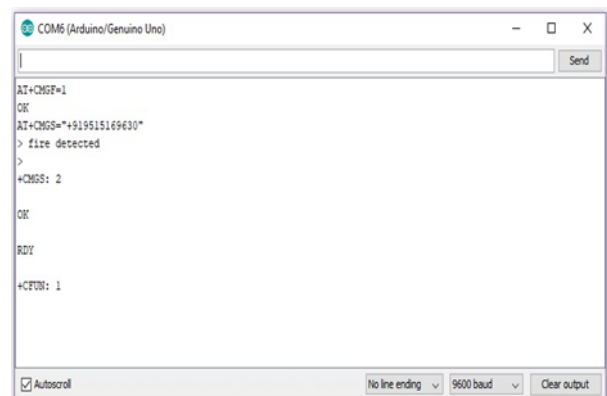 COM6 (Arduino/Genuino Uno)
Send
AT+CMGF=1
OK
AT+CMGS="+919515169630"
> fire detected
>
+CMGS: 2
OK
RDY
+CFUN: 1
Autoscroll
No line ending
9600 baud
Clear output